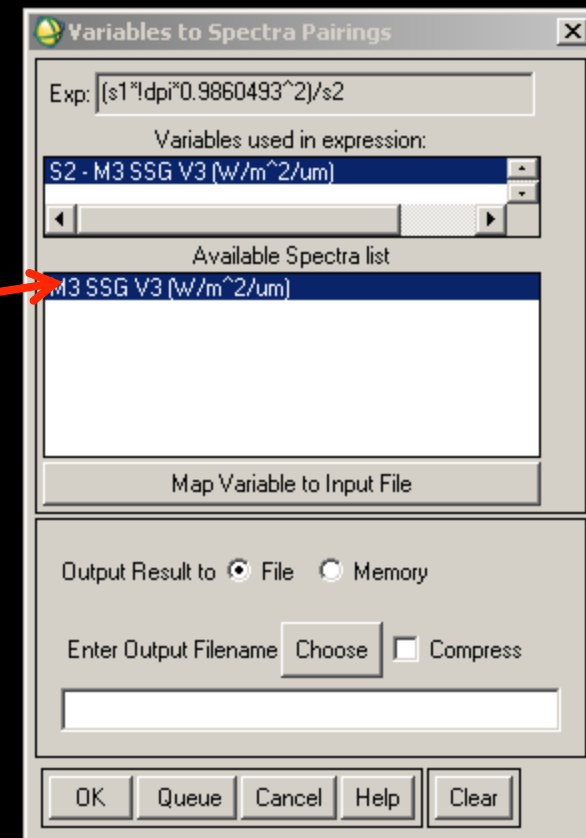 Variables to Spectra Pairings
Exp: (s1*!dpi*0.9860493^2)/s2
Variables used in expression:
S2 - M3 SSG V3 (W/m^2/um)
Available Spectra list
M3 SSG V3 (W/m^2/um)
Map Variable to Input File
Output Result to File Memory
Enter Output Filename Choose Compress
OK Queue Cancel Help Clear